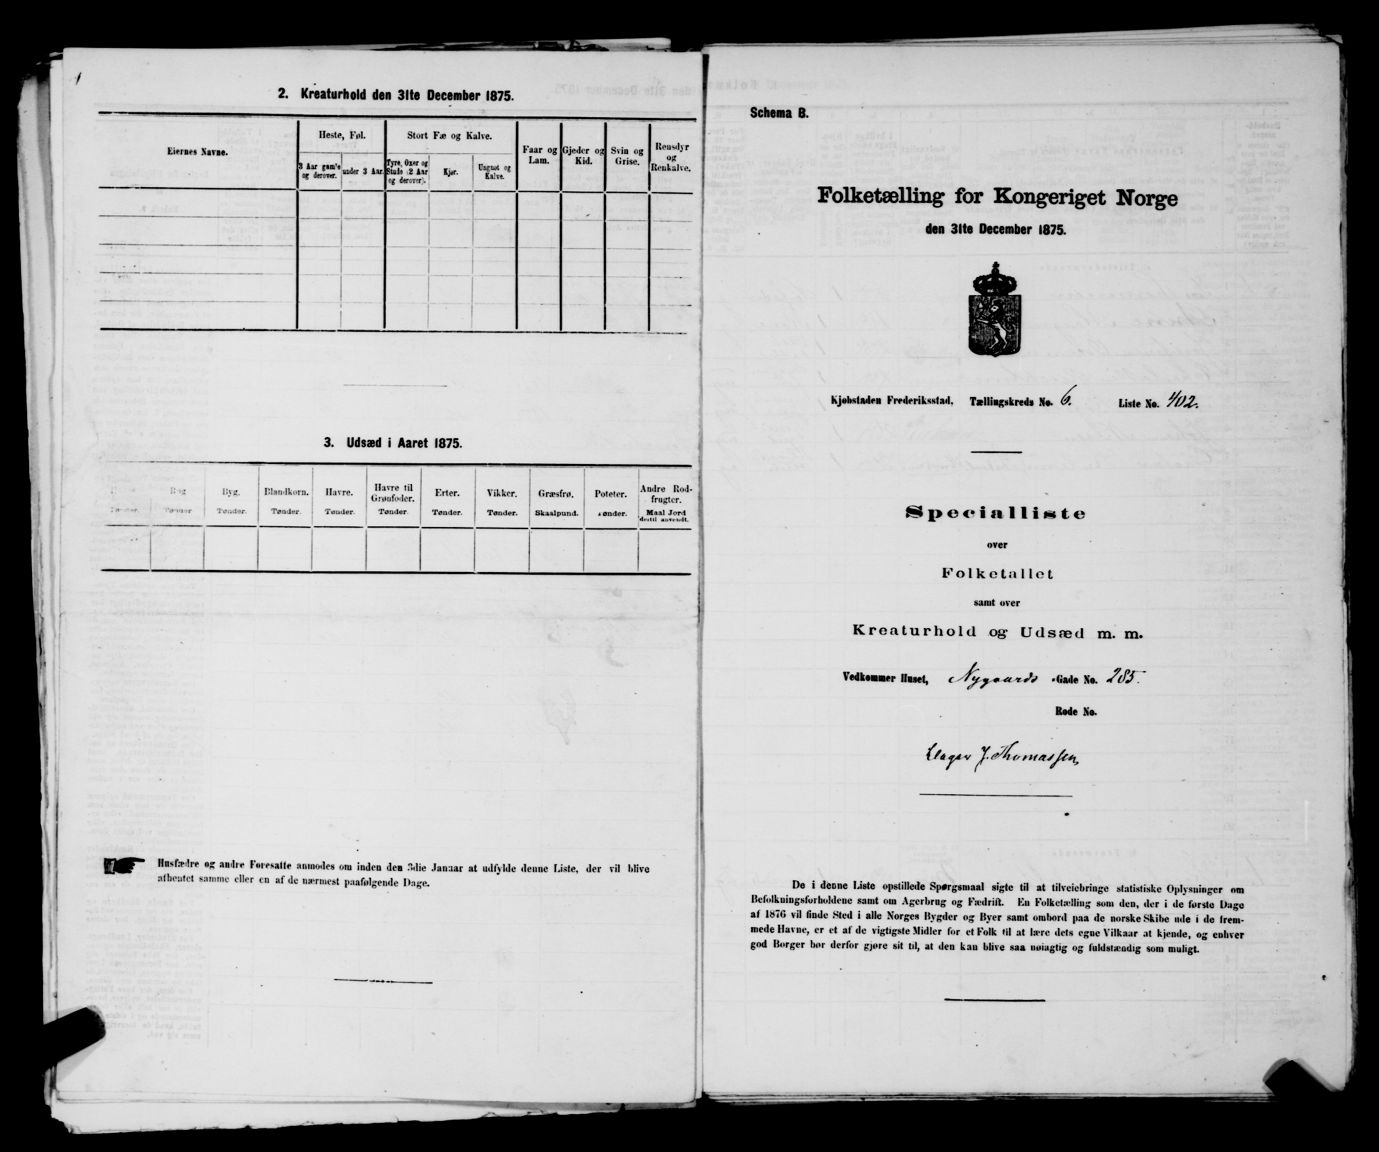 2. Kreaturhold den 31te December 1875.
Eiernes Navne.
Heste, Føl.
Stort Fæ og Kalve.
Faar og Lam.
Gjeder og Kid.
Svin og Grise.
Rensdyr og Renkalve.
3 Aar gamle og derover.
under 3 Aar.
Tyre, Oxer og Stude (2 Aar og derover).
Kjør.
Ungnøt og Kalve.
3. Udsæd i Aaret 1875.
Rug
Byg.
Blandkorn.
Havre.
Havre til Grønfoder.
Erter.
Vikker.
Græsfrø.
Poteter.
Andre Rodfrugter.
Tønder.
Tønder
Tønder.
Tønder.
Tønder.
Tønder.
Tønder.
Tønder.
Skaalpund.
Tønder.
Maal Jord dertil anvendt.
Husfædre og andre Foresatte anmodes om inden den 3die Januar at udfylde denne Liste, der vil blive
afhentet samme eller en af de nærmest paafølgende Dage.
Schema B.
Folketælling for Kongeriget Norge
den 31te December 1875.
Kjøbstaden Frederiksstad. Tællingskreds No. 6. Liste No. 402.
Specialliste
over
Folketallet
samt over
Kreaturhold og Udsæd m. m.
Vedkommer Huset, Nygaards -Gade No. 285.
Rode No.
J. Thomassen
De i denne Liste opstillede Spørgsmaal sigte til at tilveiebringe statistiske Oplysninger om
Befolkningsforholdene samt om Agerbrug og Fædrift. En Folketælling som den, der i de første Dage
af 1876 vil finde Sted i alle Norges Bygder og Byer samt ombord paa de norske Skibe ude i de frem-
mede Havne, er et af de vigtigste Midler for et Folk til at lære dets egne Vilkaar at kjende, og enhver
god Borger bør derfor gjøre sit til, at den kan blive saa nøiagtig og fuldstændig som muligt.